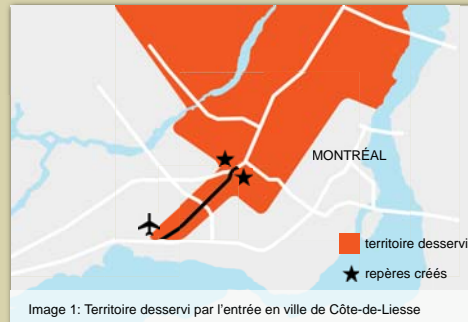 MONTRÉAL
territoire desservi
repères créés
Image 1: Territoire desservi par l'entrée en ville de Côte-de-Liesse